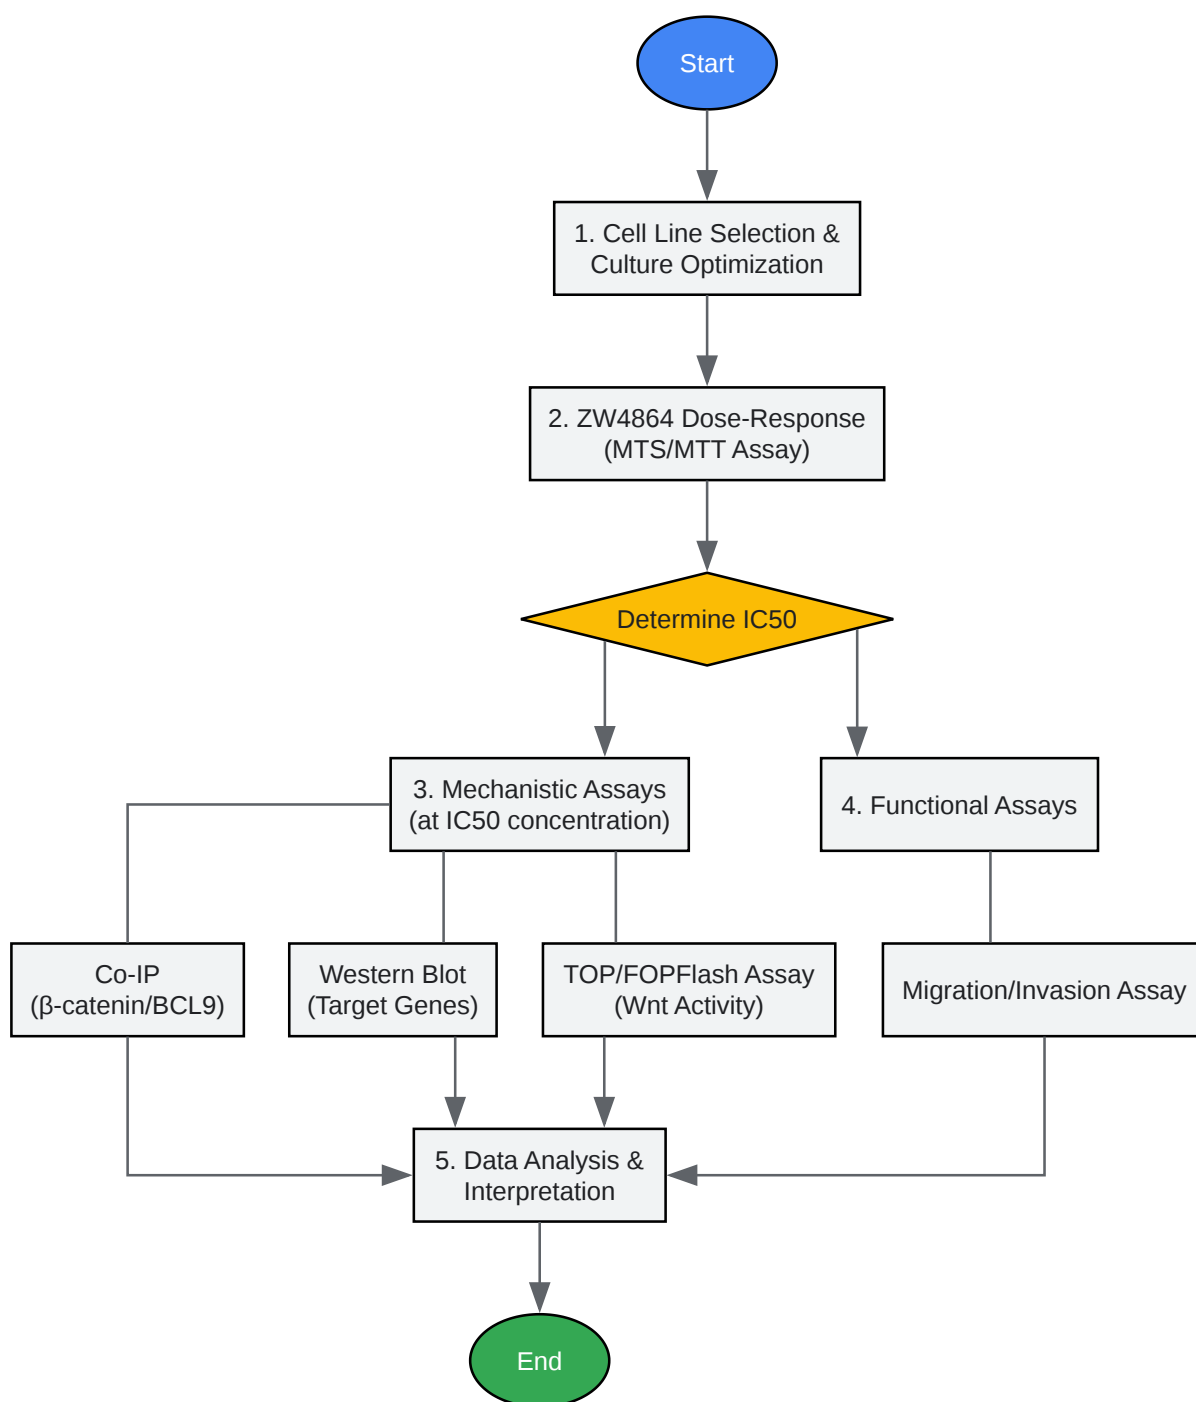 Start
1. Cell Line Selection &
Culture Optimization
2. ZW4864 Dose-Response
(MTS/MTT Assay)
Determine IC50
3. Mechanistic Assays
(at IC50 concentration)
4. Functional Assays
Co-IP
(β-catenin/BCL9)
Western Blot
(Target Genes)
TOP/FOPFlash Assay
(Wnt Activity)
Migration/Invasion Assay
5. Data Analysis &
Interpretation
End